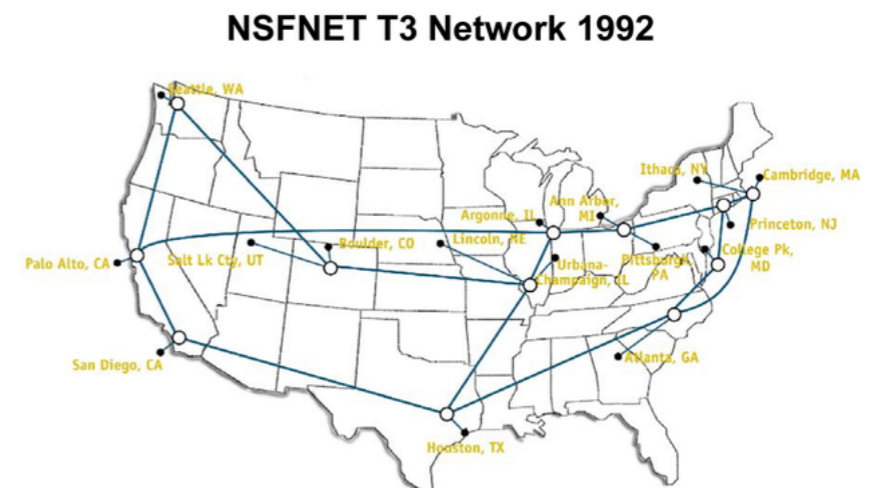 NSFNET T3 Network 1992
Seattle, WA
Ithaca, NY
Cambridge, MA
Ann Arbor,
MI
Argonne, IL
Princeton, NJ
Boulder, CO
Lincoln, NE
Palo Alto, CA
Salt Lk Cty, UT
Urbana-
Champaign, IL
Pittsburgh,
PA
College Pk,
MD
San Diego, CA
Atlanta, GA
Houston, TX